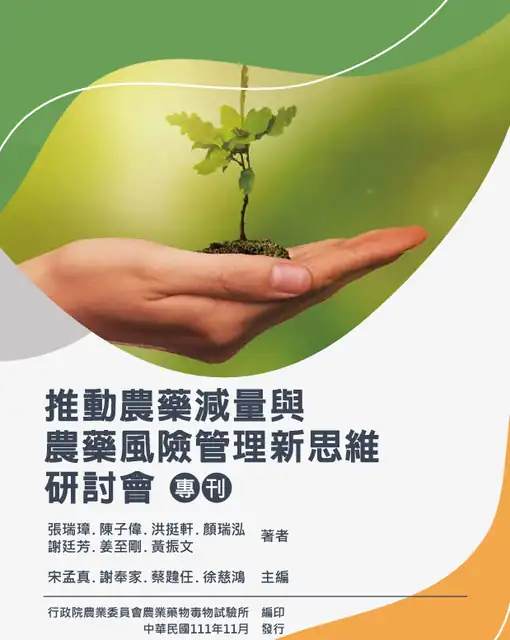 推動農藥減量與
農藥風險管理新思維
研討會 專刊
張瑞璋.陳子偉.洪挺軒.顏瑞泓
謝廷芳.姜至剛.黃振文 著者
宋孟真.謝奉家.蔡韙任.徐慈鴻 主編
行政院農業委員會農業藥物毒物試驗所 編印
中華民國111年11月 發行